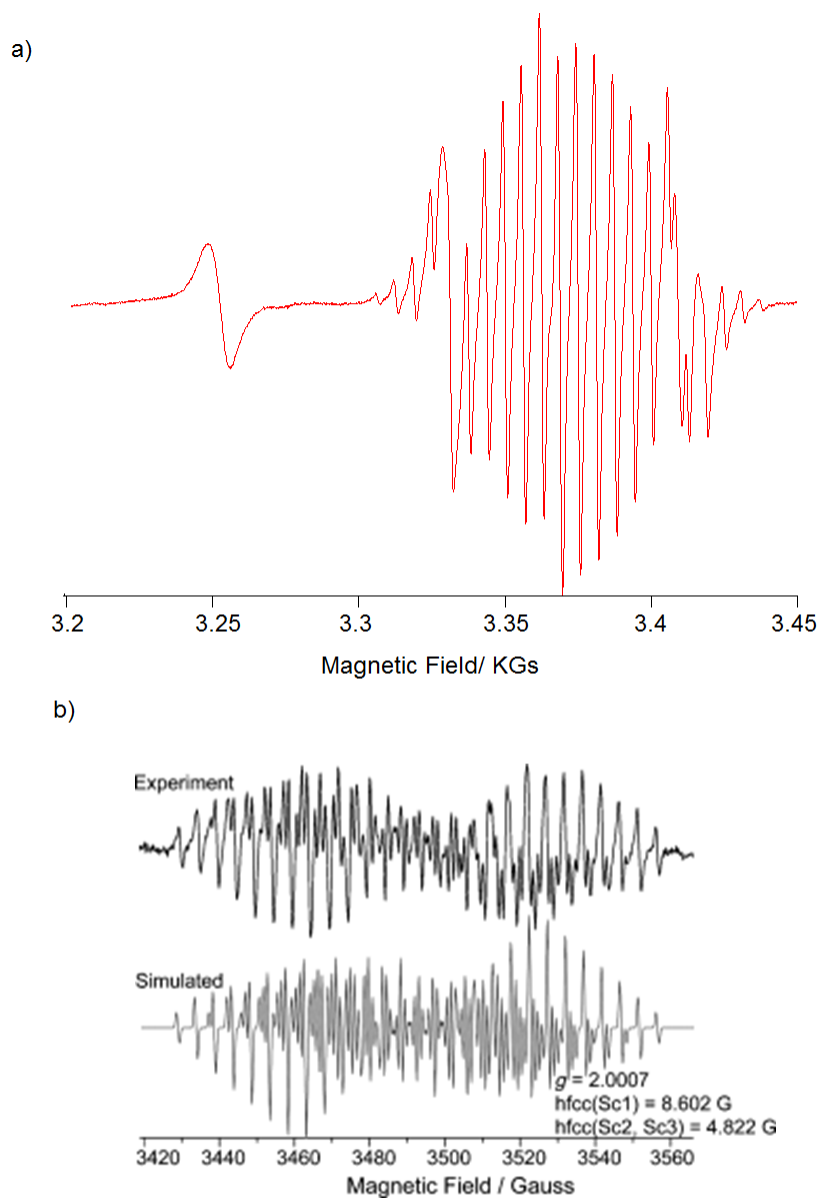 a)
3.2 3.25 3.3 3.35 3.4 3.45
Magnetic Field/ KGs
b)
Experiment
Simulated
g = 2.0007
hfcc(Sc1) = 8.602 G
hfcc(Sc2, Sc3) = 4.822 G
3420 3440 3460 3480 3500 3520 3540 3560
Magnetic Field / Gauss